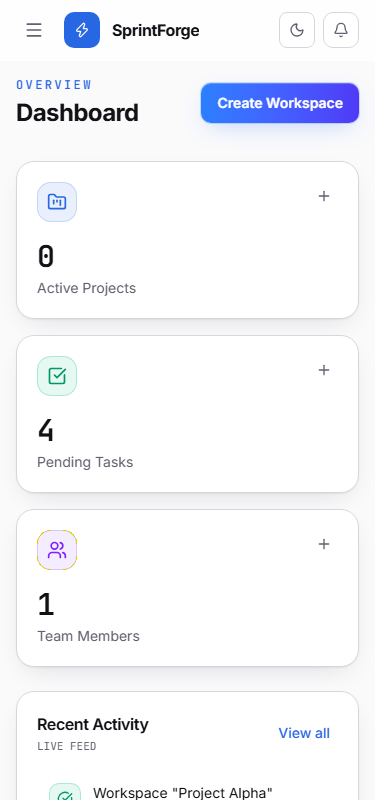 SprintForge
OVERVIEW
Dashboard
Create Workspace
0
Active Projects
4
Pending Tasks
1
Team Members
Recent Activity
LIVE FEED
View all
Workspace "Project Alpha"